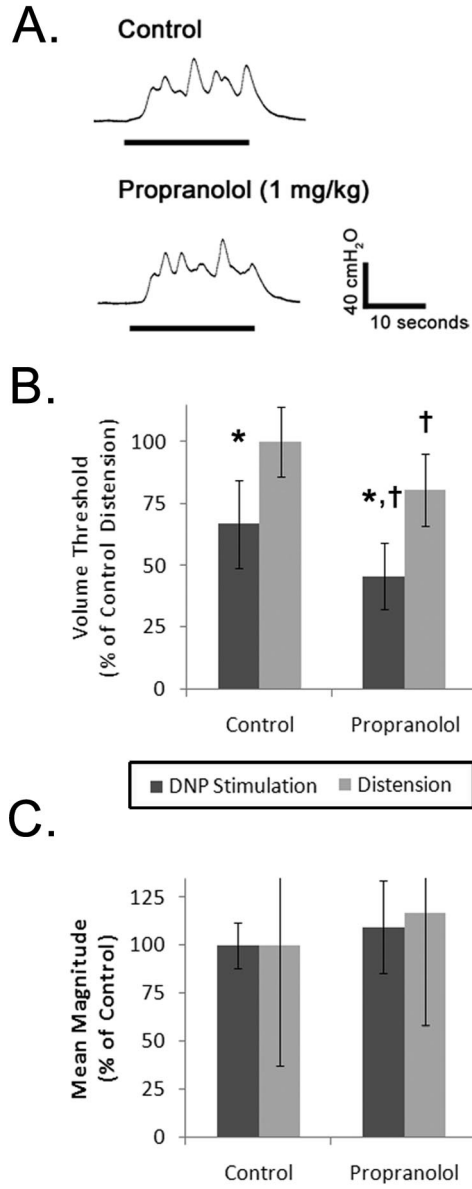 A.
Control
Propranolol (1 mg/kg)
40 cmH₂O
10 seconds
B.
Volume Threshold
(% of Control Distension)
100
75
50
25
0
*
*,†
†
Control
Propranolol
DNP Stimulation
Distension
C.
Mean Magnitude
(% of Control)
125
100
75
50
25
0
Control
Propranolol